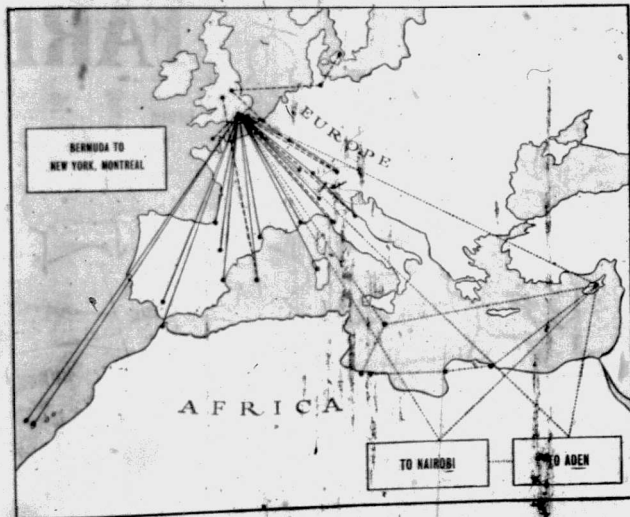 EUROPE
BERMUDA TO
NEW YORK, MONTREAL
AFRICA
TO NAIROBI
TO ADEN